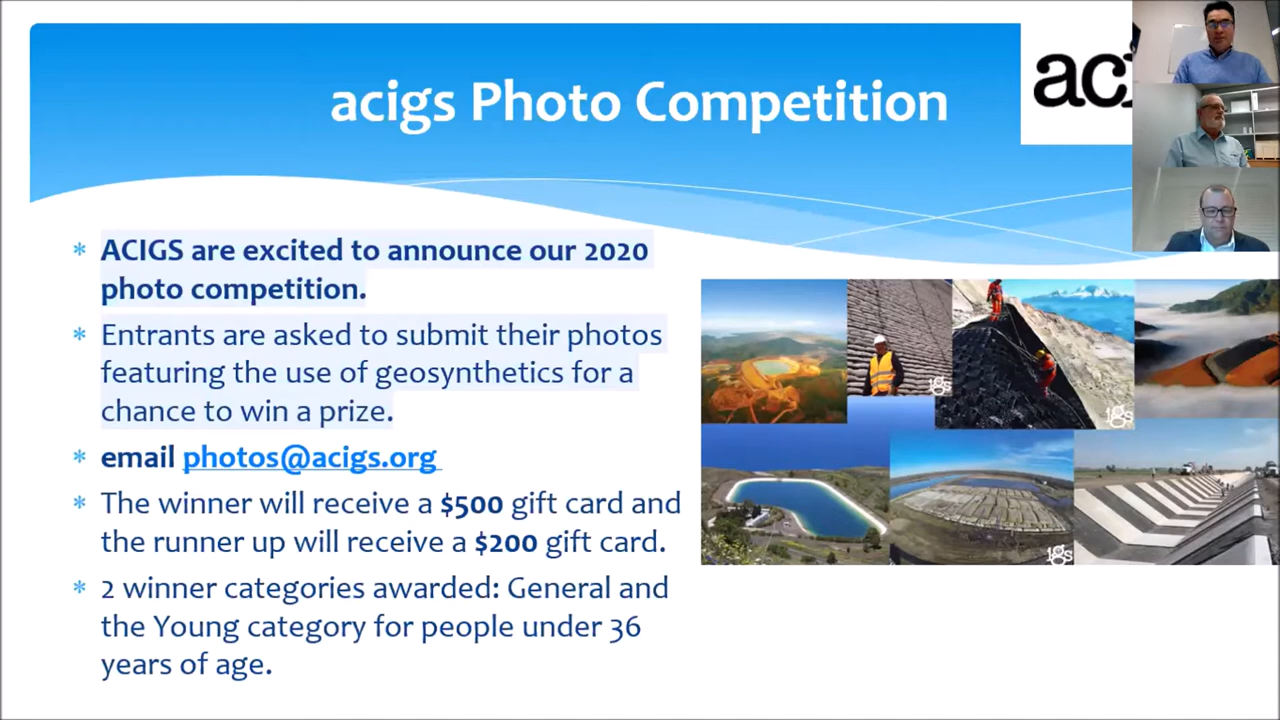 acigs Photo Competition
aci
* ACIGS are excited to announce our 2020
photo competition.
* Entrants are asked to submit their photos
featuring the use of geosynthetics for a
chance to win a prize.
* email photos@acigs.org
* The winner will receive a $500 gift card and
the runner up will receive a $200 gift card.
* 2 winner categories awarded: General and
the Young category for people under 36
years of age.
igs
igs
igs